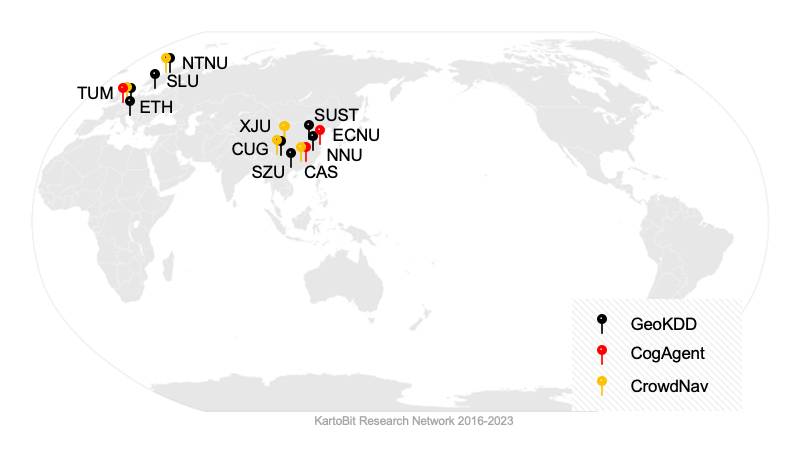 NTNU
SLU
TUM
ETH
SUST
XJU
ECNU
CUG
NNU
SZU
CAS
GeoKDD
CogAgent
CrowdNav
KartoBit Research Network 2016-2023